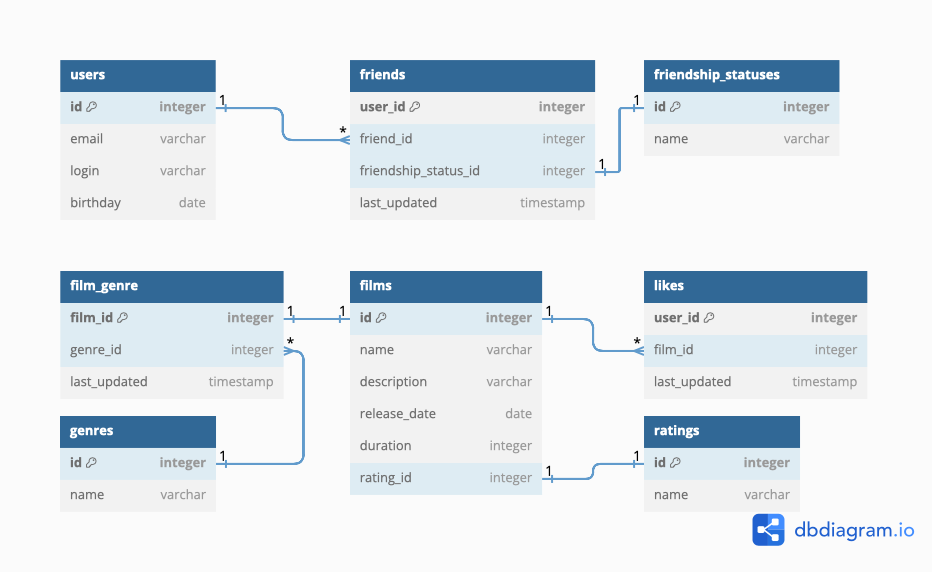 users
id integer
email varchar
login varchar
birthday date
1
*
friends
user_id integer
friend_id integer
friendship_status_id integer
last_updated timestamp
1
1
friendship_statuses
id integer
name varchar
film_genre
film_id integer
genre_id integer
last_updated timestamp
1
1
*
films
id integer
name varchar
description varchar
release_date date
duration integer
rating_id integer
1
*
likes
user_id integer
film_id integer
last_updated timestamp
genres
id integer
name varchar
1
1
1
ratings
id integer
name varchar
dbdiagram.io